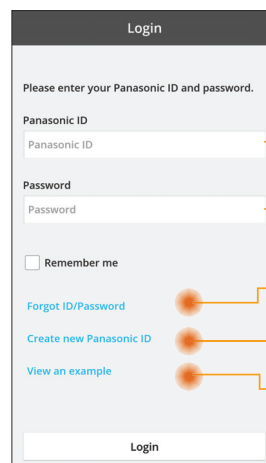 Login
Please enter your Panasonic ID and password.
Panasonic ID
Panasonic ID
Password
Password
Remember me
Forgot ID/Password
Create new Panasonic ID
View an example
Login